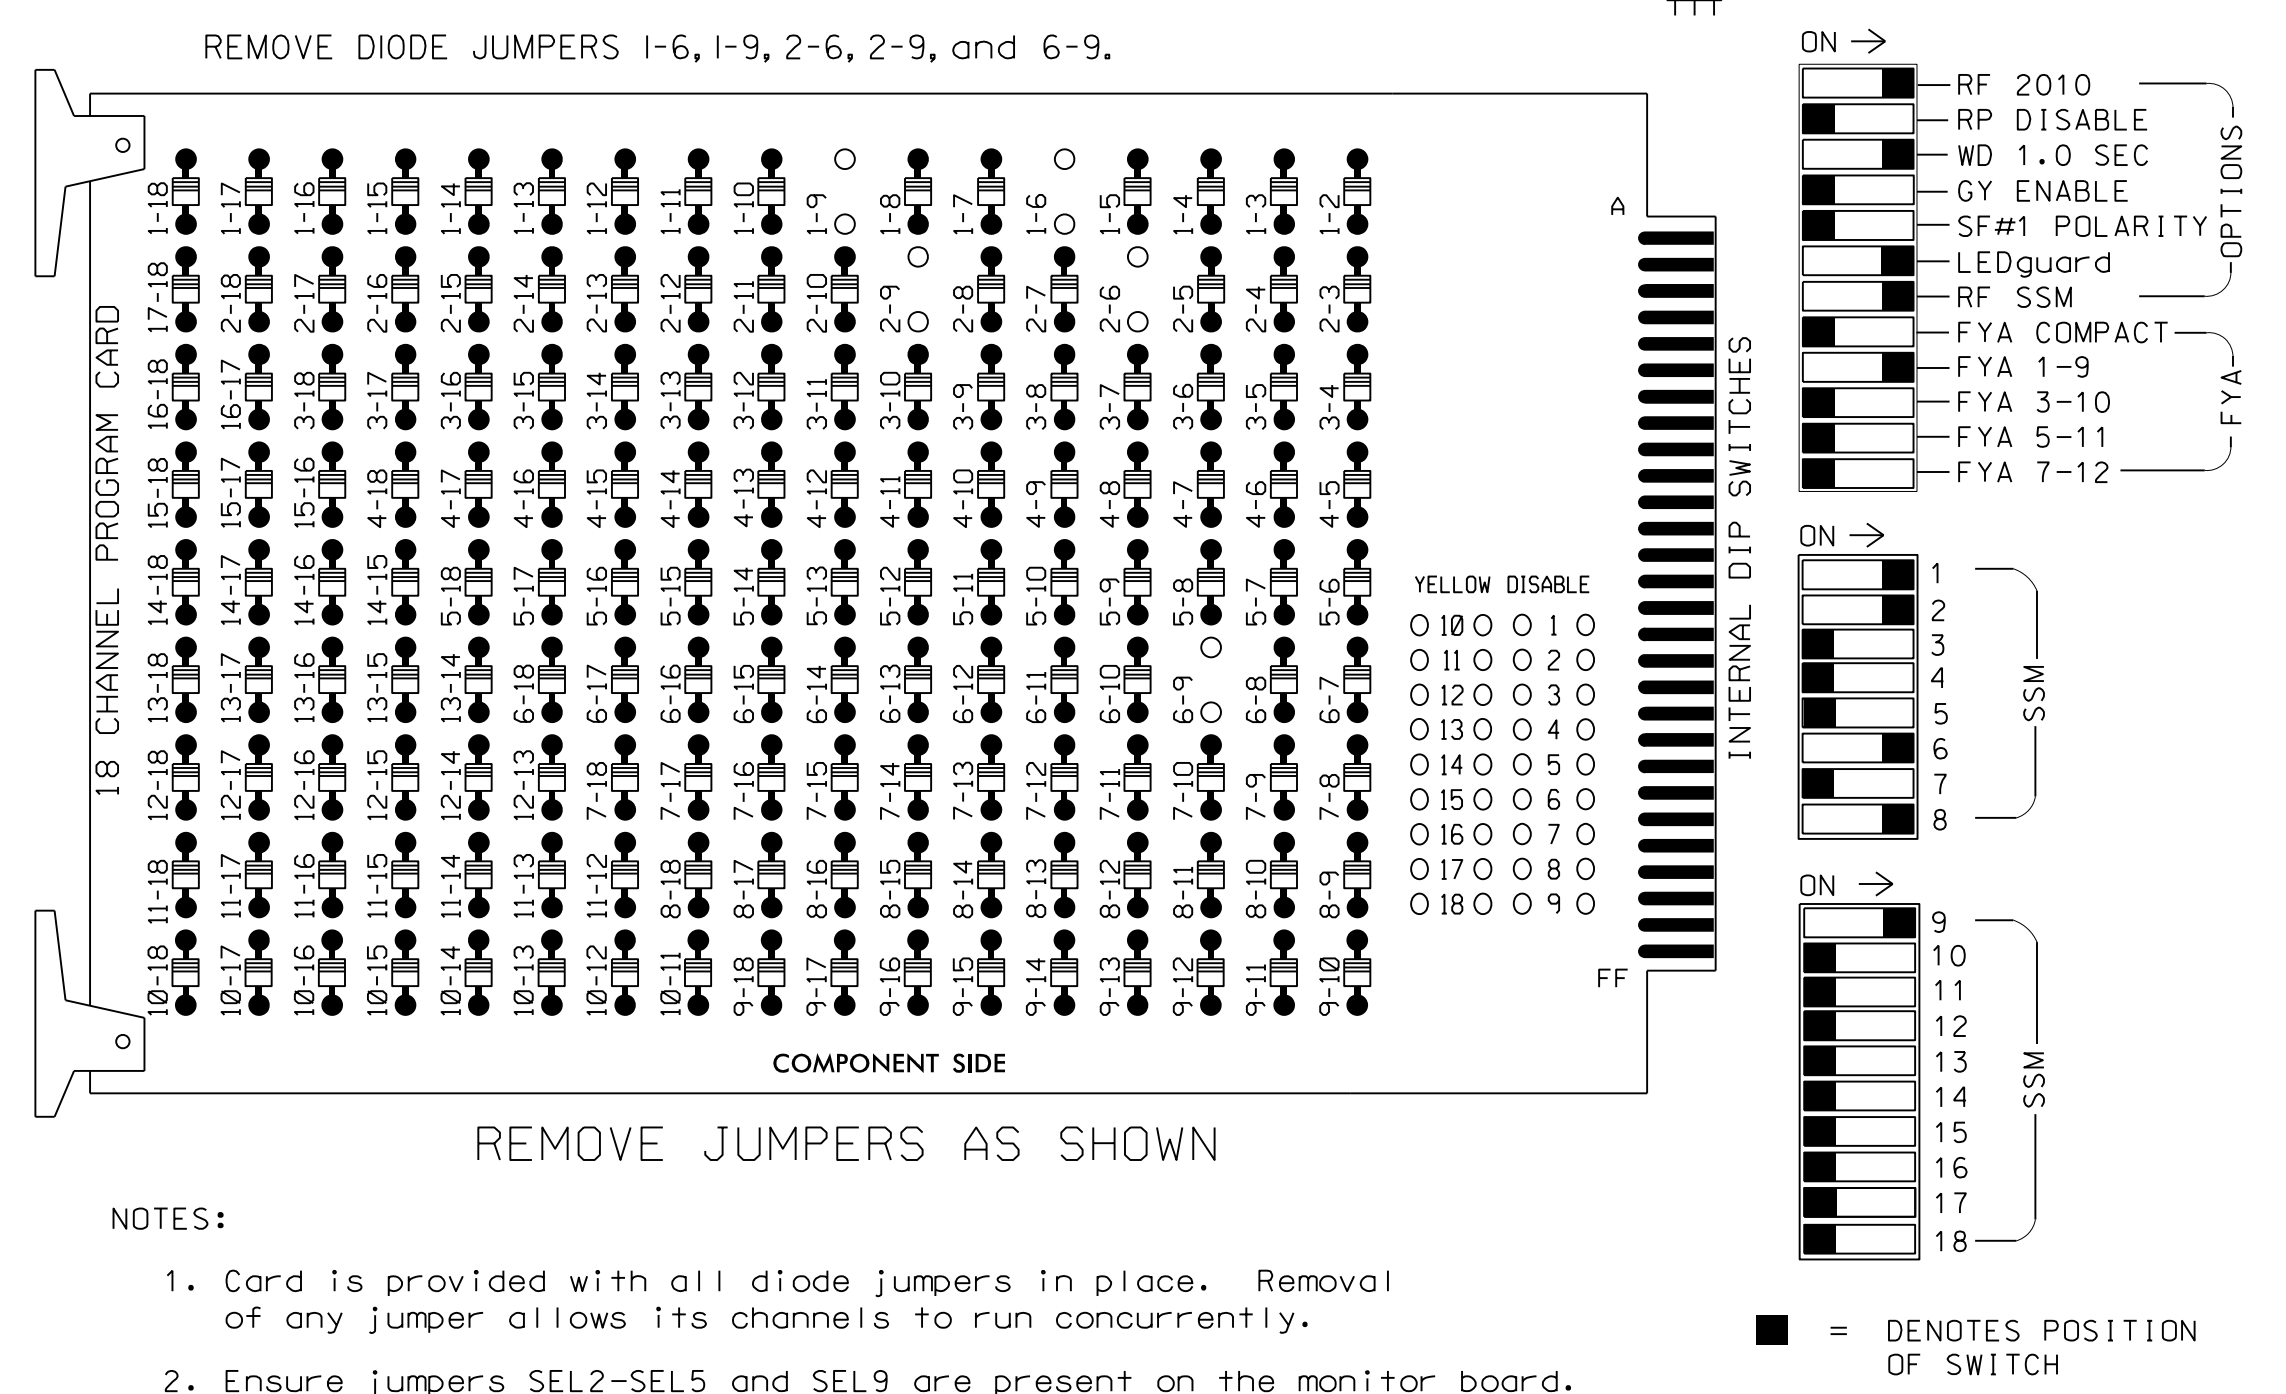 REMOVE DIODE JUMPERS 1-6, 1-9, 2-6, 2-9, and 6-9.
18 CHANNEL PROGRAM CARD
1-18 1-17 1-16 1-15 1-14 1-13 1-12 1-11 1-10 1-9 1-8 1-7 1-6 1-5 1-4 1-3 1-2
17-18 2-18 2-17 2-16 2-15 2-14 2-13 2-12 2-11 2-10 2-9 2-8 2-7 2-6 2-5 2-4 2-3
16-18 16-17 3-18 3-17 3-16 3-15 3-14 3-13 3-12 3-11 3-10 3-9 3-8 3-7 3-6 3-5 3-4
15-18 15-17 15-16 4-18 4-17 4-16 4-15 4-14 4-13 4-12 4-11 4-10 4-9 4-8 4-7 4-6 4-5
14-18 14-17 14-16 14-15 5-18 5-17 5-16 5-15 5-14 5-13 5-12 5-11 5-10 5-9 5-8 5-7 5-6
13-18 13-17 13-16 13-15 13-14 6-18 6-17 6-16 6-15 6-14 6-13 6-12 6-11 6-10 6-9 6-8 6-7
12-18 12-17 12-16 12-15 12-14 12-13 7-18 7-17 7-16 7-15 7-14 7-13 7-12 7-11 7-10 7-9 7-8
11-18 11-17 11-16 11-15 11-14 11-13 11-12 8-18 8-17 8-16 8-15 8-14 8-13 8-12 8-11 8-10 8-9
10-18 10-17 10-16 10-15 10-14 10-13 10-12 10-11 9-18 9-17 9-16 9-15 9-14 9-13 9-12 9-11 9-10
YELLOW DISABLE
10 1
11 2
12 3
13 4
14 5
15 6
16 7
17 8
18 9
A
FF
COMPONENT SIDE
INTERNAL DIP SWITCHES
ON
RF 2010
RP DISABLE
WD 1.0 SEC
GY ENABLE
SF#1 POLARITY
LEDguard
RF SSM
OPTIONS
FYA COMPACT
FYA 1-9
FYA 3-10
FYA 5-11
FYA 7-12
FYA
ON
1
2
3
4
5
6
7
8
SSM
ON
9
10
11
12
13
14
15
16
17
18
SSM
= DENOTES POSITION
OF SWITCH
REMOVE JUMPERS AS SHOWN
NOTES:
1. Card is provided with all diode jumpers in place. Removal
of any jumper allows its channels to run concurrently.
2. Ensure jumpers SEL2-SEL5 and SEL9 are present on the monitor board.